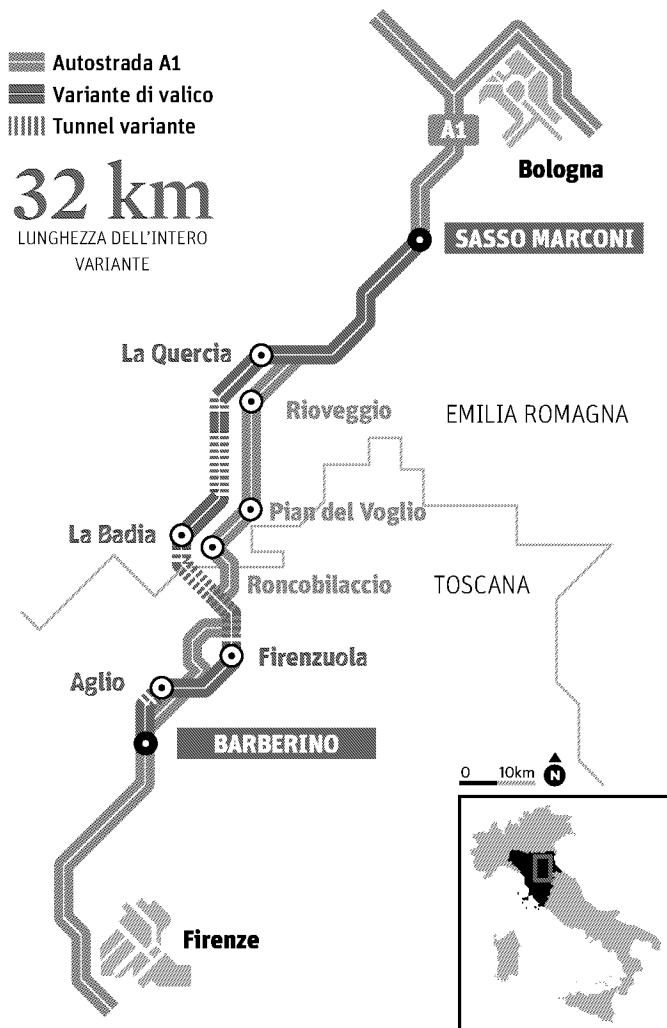 Autostrada A1
Variante di valico
Tunnel variante
32 km
LUNGHEZZA DELL'INTERO
VARIANTE
A1
Bologna
SASSO MARCONI
La Quercia
Rioveggio
EMILIA ROMAGNA
Pian del Voglio
La Badia
Roncobilaccio
TOSCANA
Firenzuola
Aglio
BARBERINO
0 10km N
Firenze